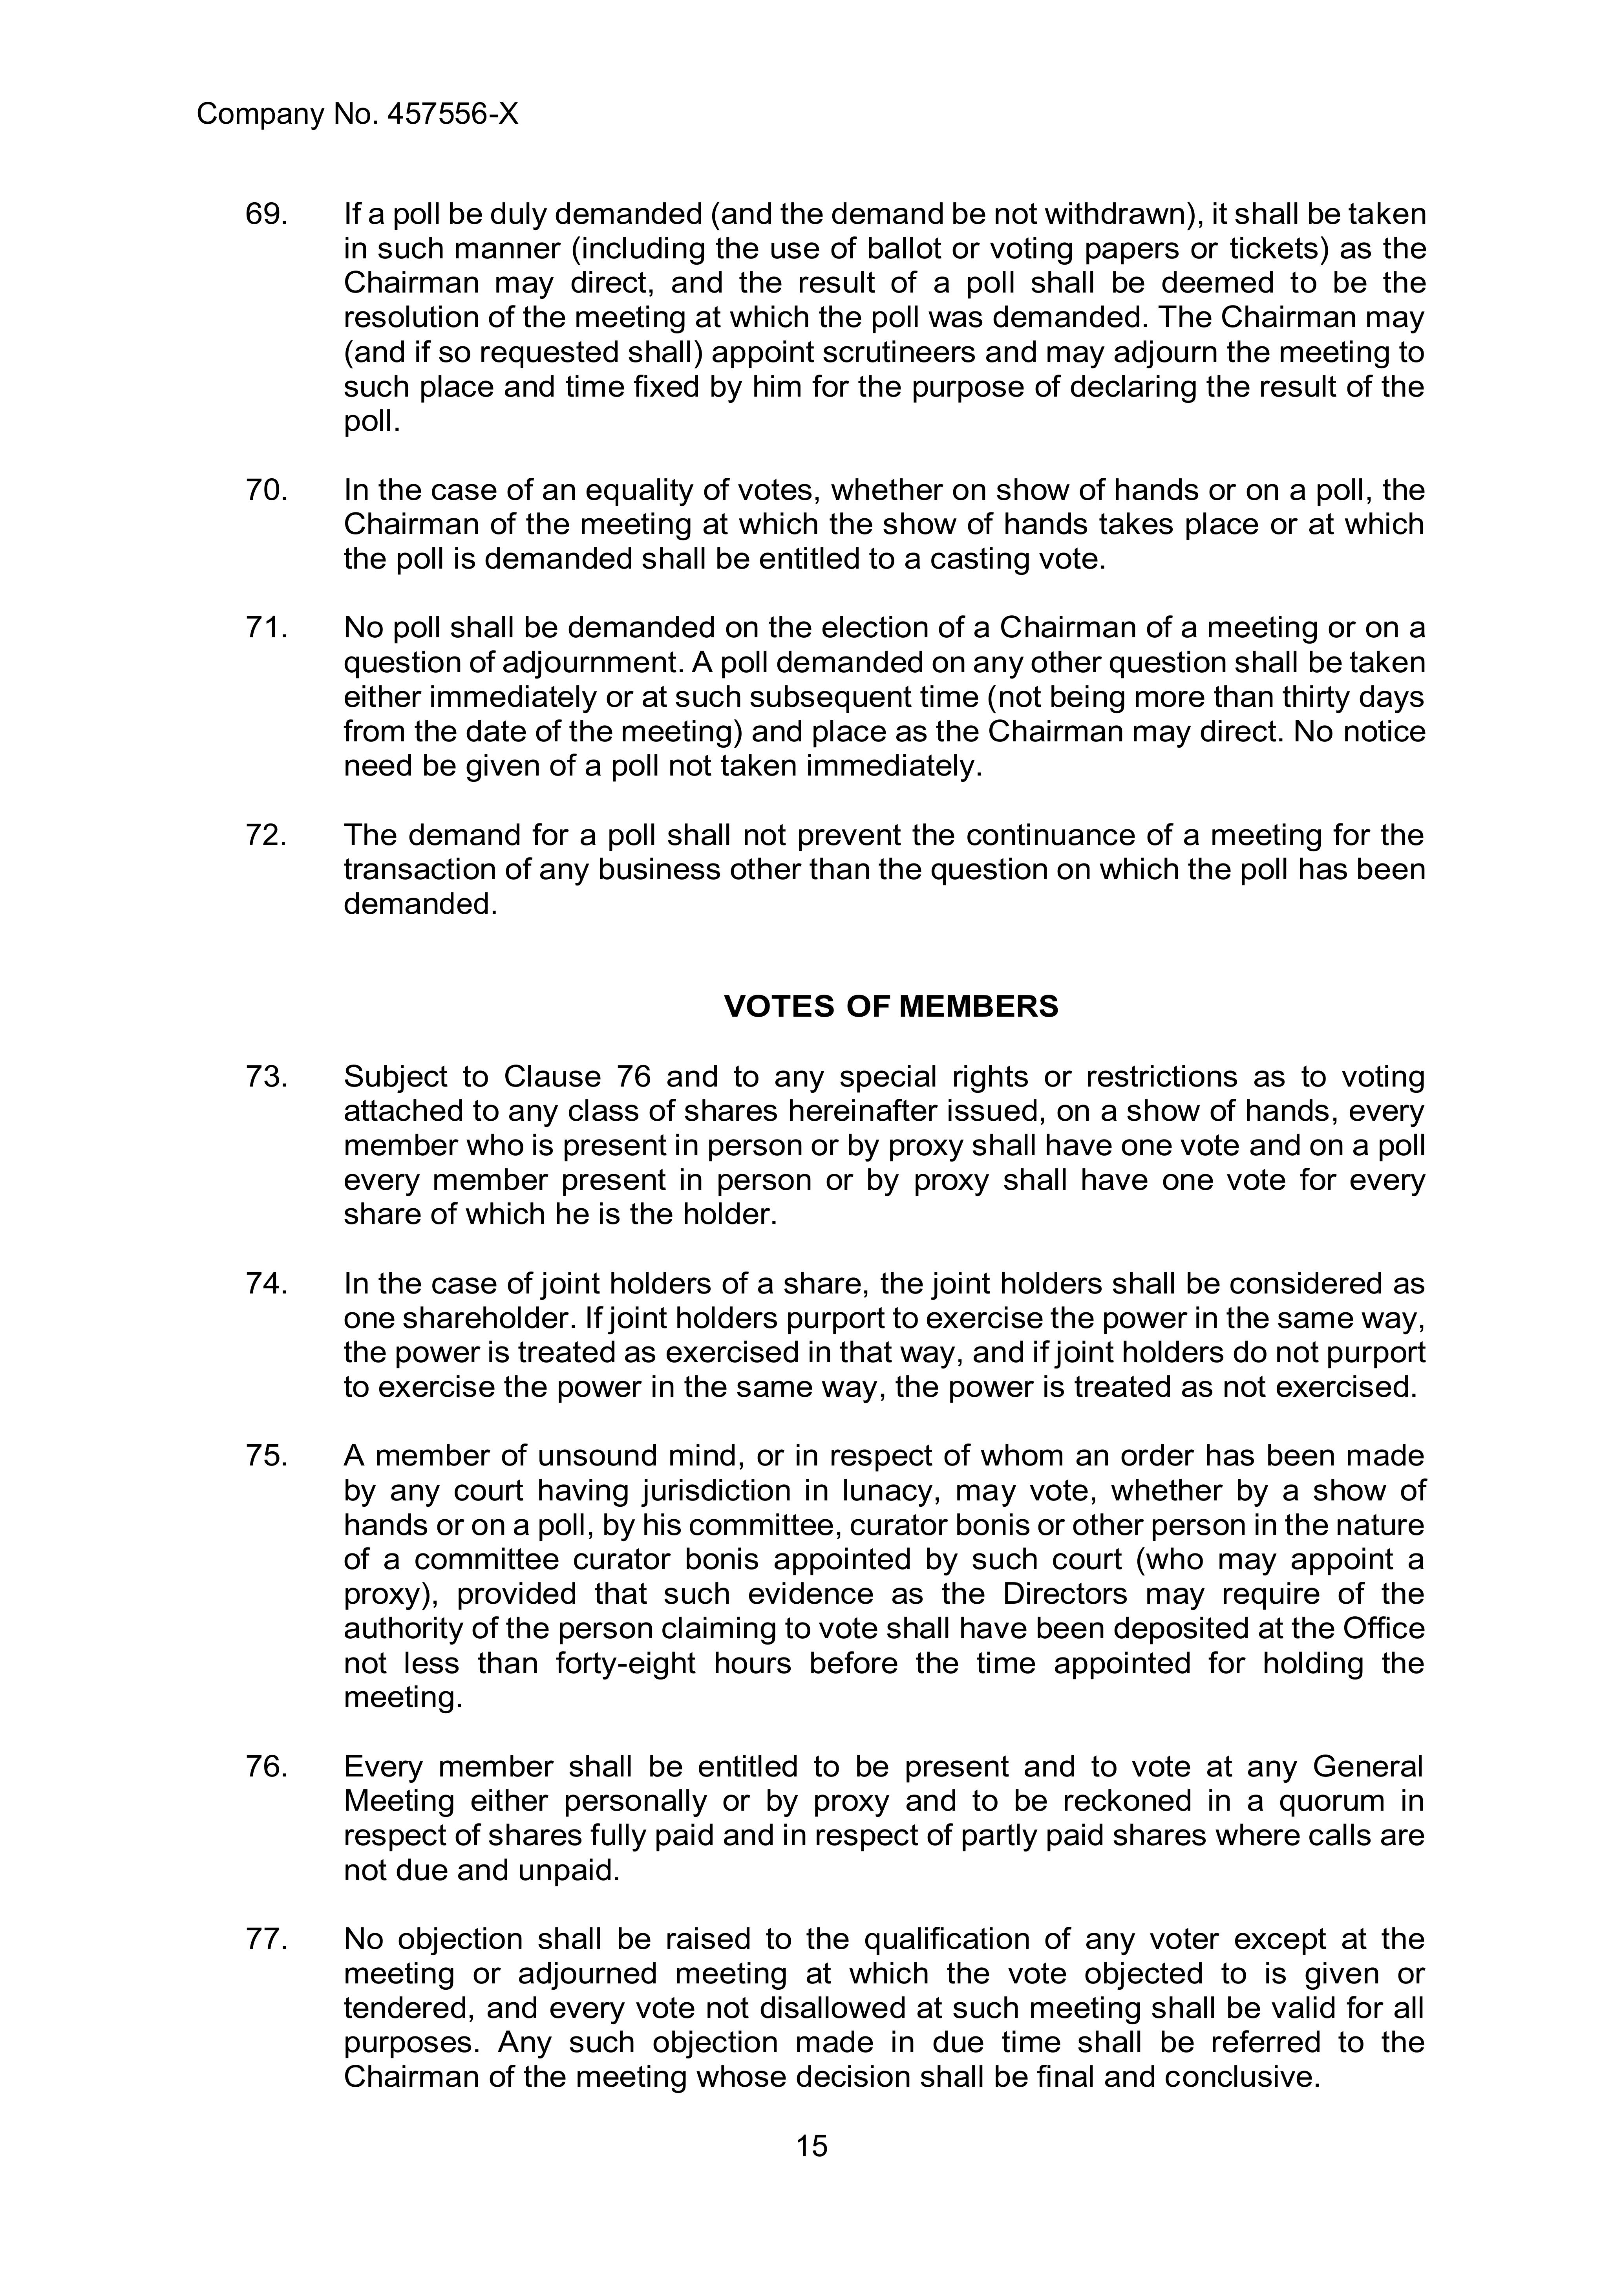 Company No. 457556-X
69. If a poll be duly demanded (and the demand be not withdrawn), it shall be taken
in such manner (including the use of ballot or voting papers or tickets) as the
Chairman may direct, and the result of a poll shall be deemed to be the
resolution of the meeting at which the poll was demanded. The Chairman may
(and if so requested shall) appoint scrutineers and may adjourn the meeting to
such place and time fixed by him for the purpose of declaring the result of the
poll.
70. In the case of an equality of votes, whether on show of hands or on a poll, the
Chairman of the meeting at which the show of hands takes place or at which
the poll is demanded shall be entitled to a casting vote.
71. No poll shall be demanded on the election of a Chairman of a meeting or on a
question of adjournment. A poll demanded on any other question shall be taken
either immediately or at such subsequent time (not being more than thirty days
from the date of the meeting) and place as the Chairman may direct. No notice
need be given of a poll not taken immediately.
72. The demand for a poll shall not prevent the continuance of a meeting for the
transaction of any business other than the question on which the poll has been
demanded.
VOTES OF MEMBERS
73. Subject to Clause 76 and to any special rights or restrictions as to voting
attached to any class of shares hereinafter issued, on a show of hands, every
member who is present in person or by proxy shall have one vote and on a poll
every member present in person or by proxy shall have one vote for every
share of which he is the holder.
74. In the case of joint holders of a share, the joint holders shall be considered as
one shareholder. If joint holders purport to exercise the power in the same way,
the power is treated as exercised in that way, and if joint holders do not purport
to exercise the power in the same way, the power is treated as not exercised.
75. A member of unsound mind, or in respect of whom an order has been made
by any court having jurisdiction in lunacy, may vote, whether by a show of
hands or on a poll, by his committee, curator bonis or other person in the nature
of a committee curator bonis appointed by such court (who may appoint a
proxy), provided that such evidence as the Directors may require of the
authority of the person claiming to vote shall have been deposited at the Office
not less than forty-eight hours before the time appointed for holding the
meeting.
76. Every member shall be entitled to be present and to vote at any General
Meeting either personally or by proxy and to be reckoned in a quorum in
respect of shares fully paid and in respect of partly paid shares where calls are
not due and unpaid.
77. No objection shall be raised to the qualification of any voter except at the
meeting or adjourned meeting at which the vote objected to is given or
tendered, and every vote not disallowed at such meeting shall be valid for all
purposes. Any such objection made in due time shall be referred to the
Chairman of the meeting whose decision shall be final and conclusive.
15